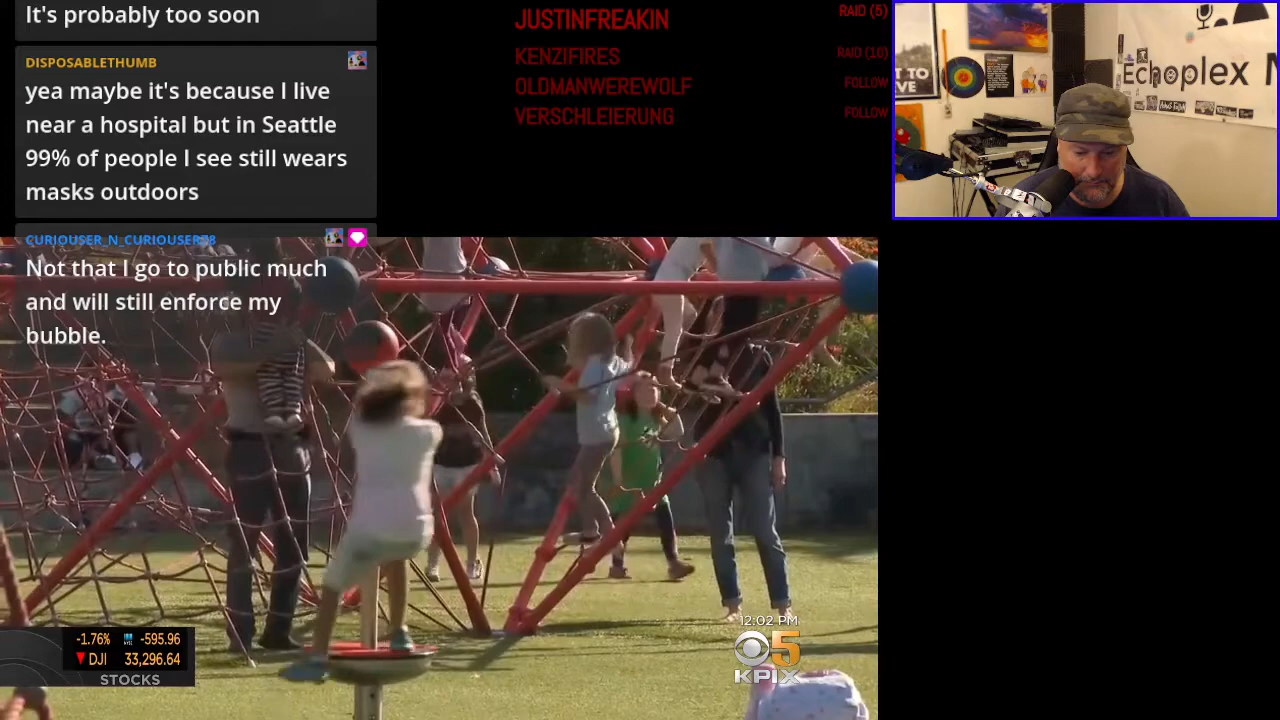 It's probably too soon
DISPOSABLETHUMB
yea maybe it's because I live
near a hospital but in Seattle
99% of people I see still wears
masks outdoors
CURIOUSER_N_CURIOUSER78
Not that I go to public much
and will still enforce my
bubble.
JUSTINFREAKIN RAID (5)
KENZIFIRES RAID (10)
OLDMANWEREWOLF FOLLOW
VERSCHLEIERUNG FOLLOW
Echoplex M
-1.76% -595.96
DJI 33,296.64
STOCKS
12:02 PM
5
KPIX